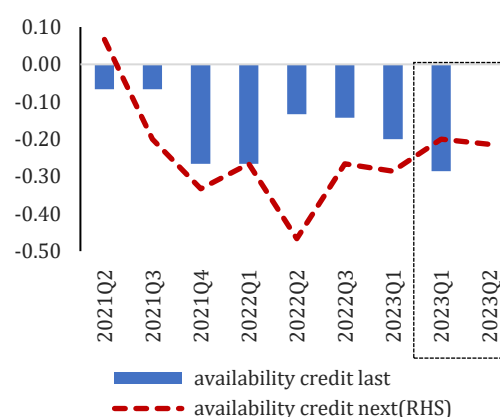 0.10
0.00
-0.10
-0.20
-0.30
-0.40
-0.50
2021Q2
2021Q3
2021Q4
2022Q1
2022Q2
2022Q3
2023Q1
2023Q1
2023Q2
availability credit last
availability credit next(RHS)